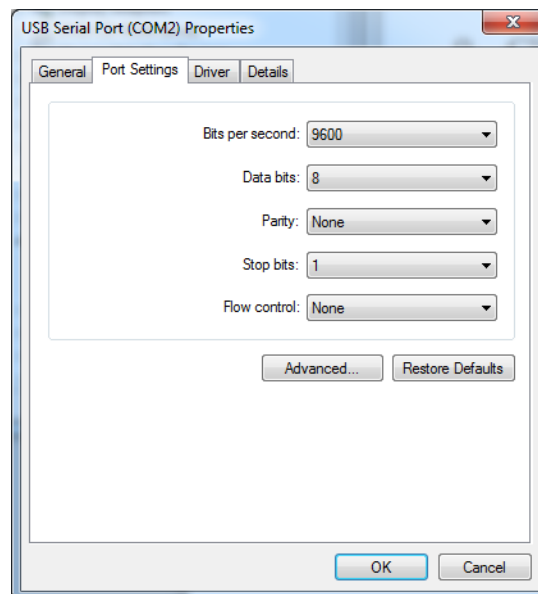 USB Serial Port (COM2) Properties
General Port Settings Driver Details
Bits per second: 9600
Data bits: 8
Parity: None
Stop bits: 1
Flow control: None
Advanced... Restore Defaults
OK Cancel